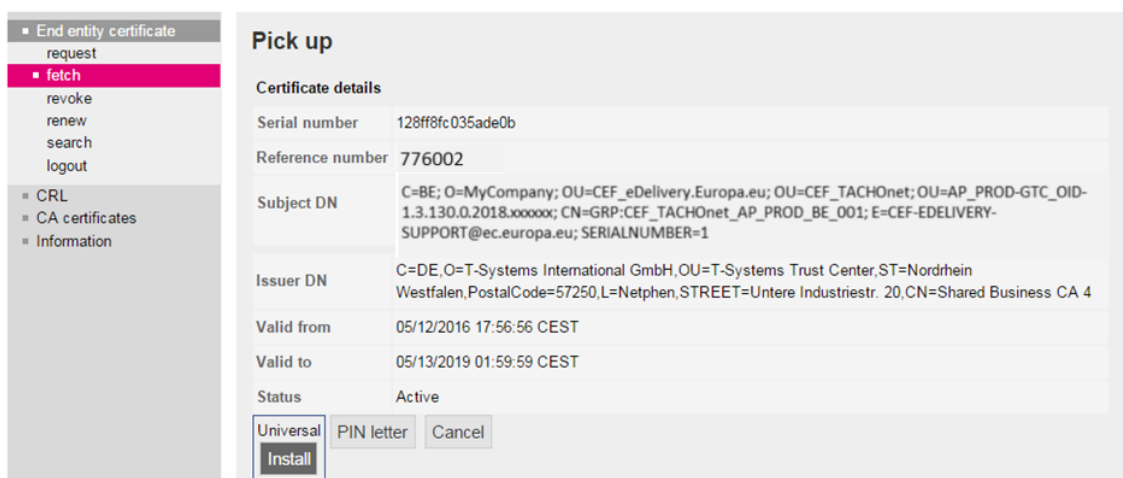 End entity certificate
request
fetch
revoke
renew
search
logout
CRL
CA certificates
Information
Pick up
Certificate details
Serial number 128ff8fc035ade0b
Reference number 776002
Subject DN C=BE; O=MyCompany; OU=CEF_eDelivery.Europa.eu; OU=CEF_TACHOnet; OU=AP_PROD-GTC_OID-
1.3.130.0.2018.xxxxxx; CN=GRP:CEF_TACHOnet_AP_PROD_BE_001; E=CEF-EDELIVERY-
SUPPORT@ec.europa.eu; SERIALNUMBER=1
Issuer DN C=DE,O=T-Systems International GmbH,OU=T-Systems Trust Center,ST=Nordrhein
Westfalen,PostalCode=57250,L=Netphen,STREET=Untere Industriestr. 20,CN=Shared Business CA 4
Valid from 05/12/2016 17:56:56 CEST
Valid to 05/13/2019 01:59:59 CEST
Status Active
Universal PIN letter Cancel
Install